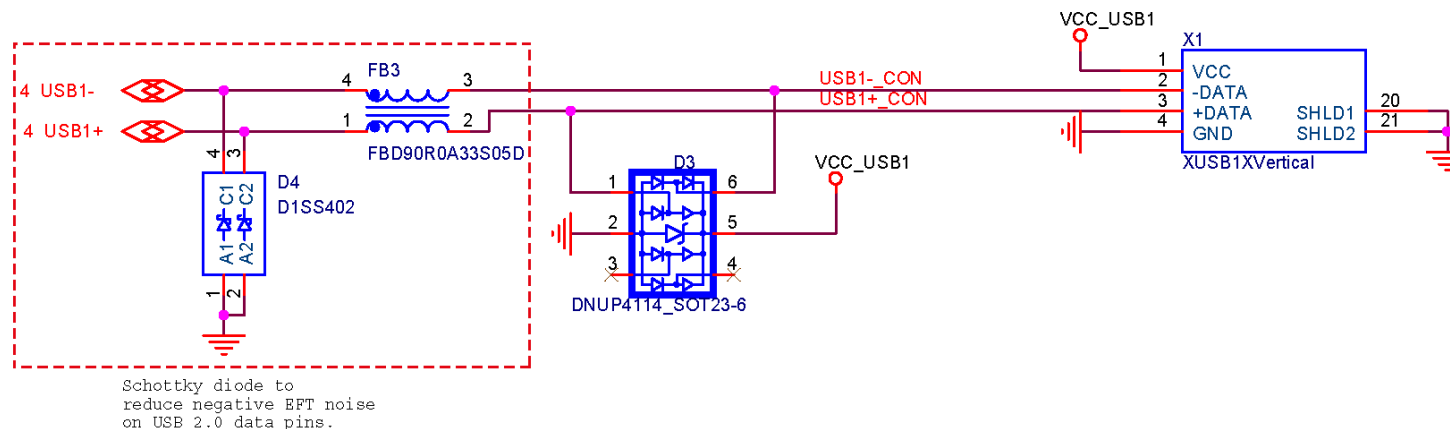 VCC_USB1
X1
FB3
4
3
USB1-_CON
1
VCC
4 USB1-
2
-DATA
USB1+_CON
3
+DATA
SHLD1
20
4 USB1+
1
2
4
GND
SHLD2
21
FBD90R0A33S05D
XUSB1XVertical
4
3
D4
D1SS402
C1
C2
A1
A2
1
2
D3
VCC_USB1
1
6
2
5
3
4
DNUP4114_SOT23-6
Schottky diode to
reduce negative EFT noise
on USB 2.0 data pins.